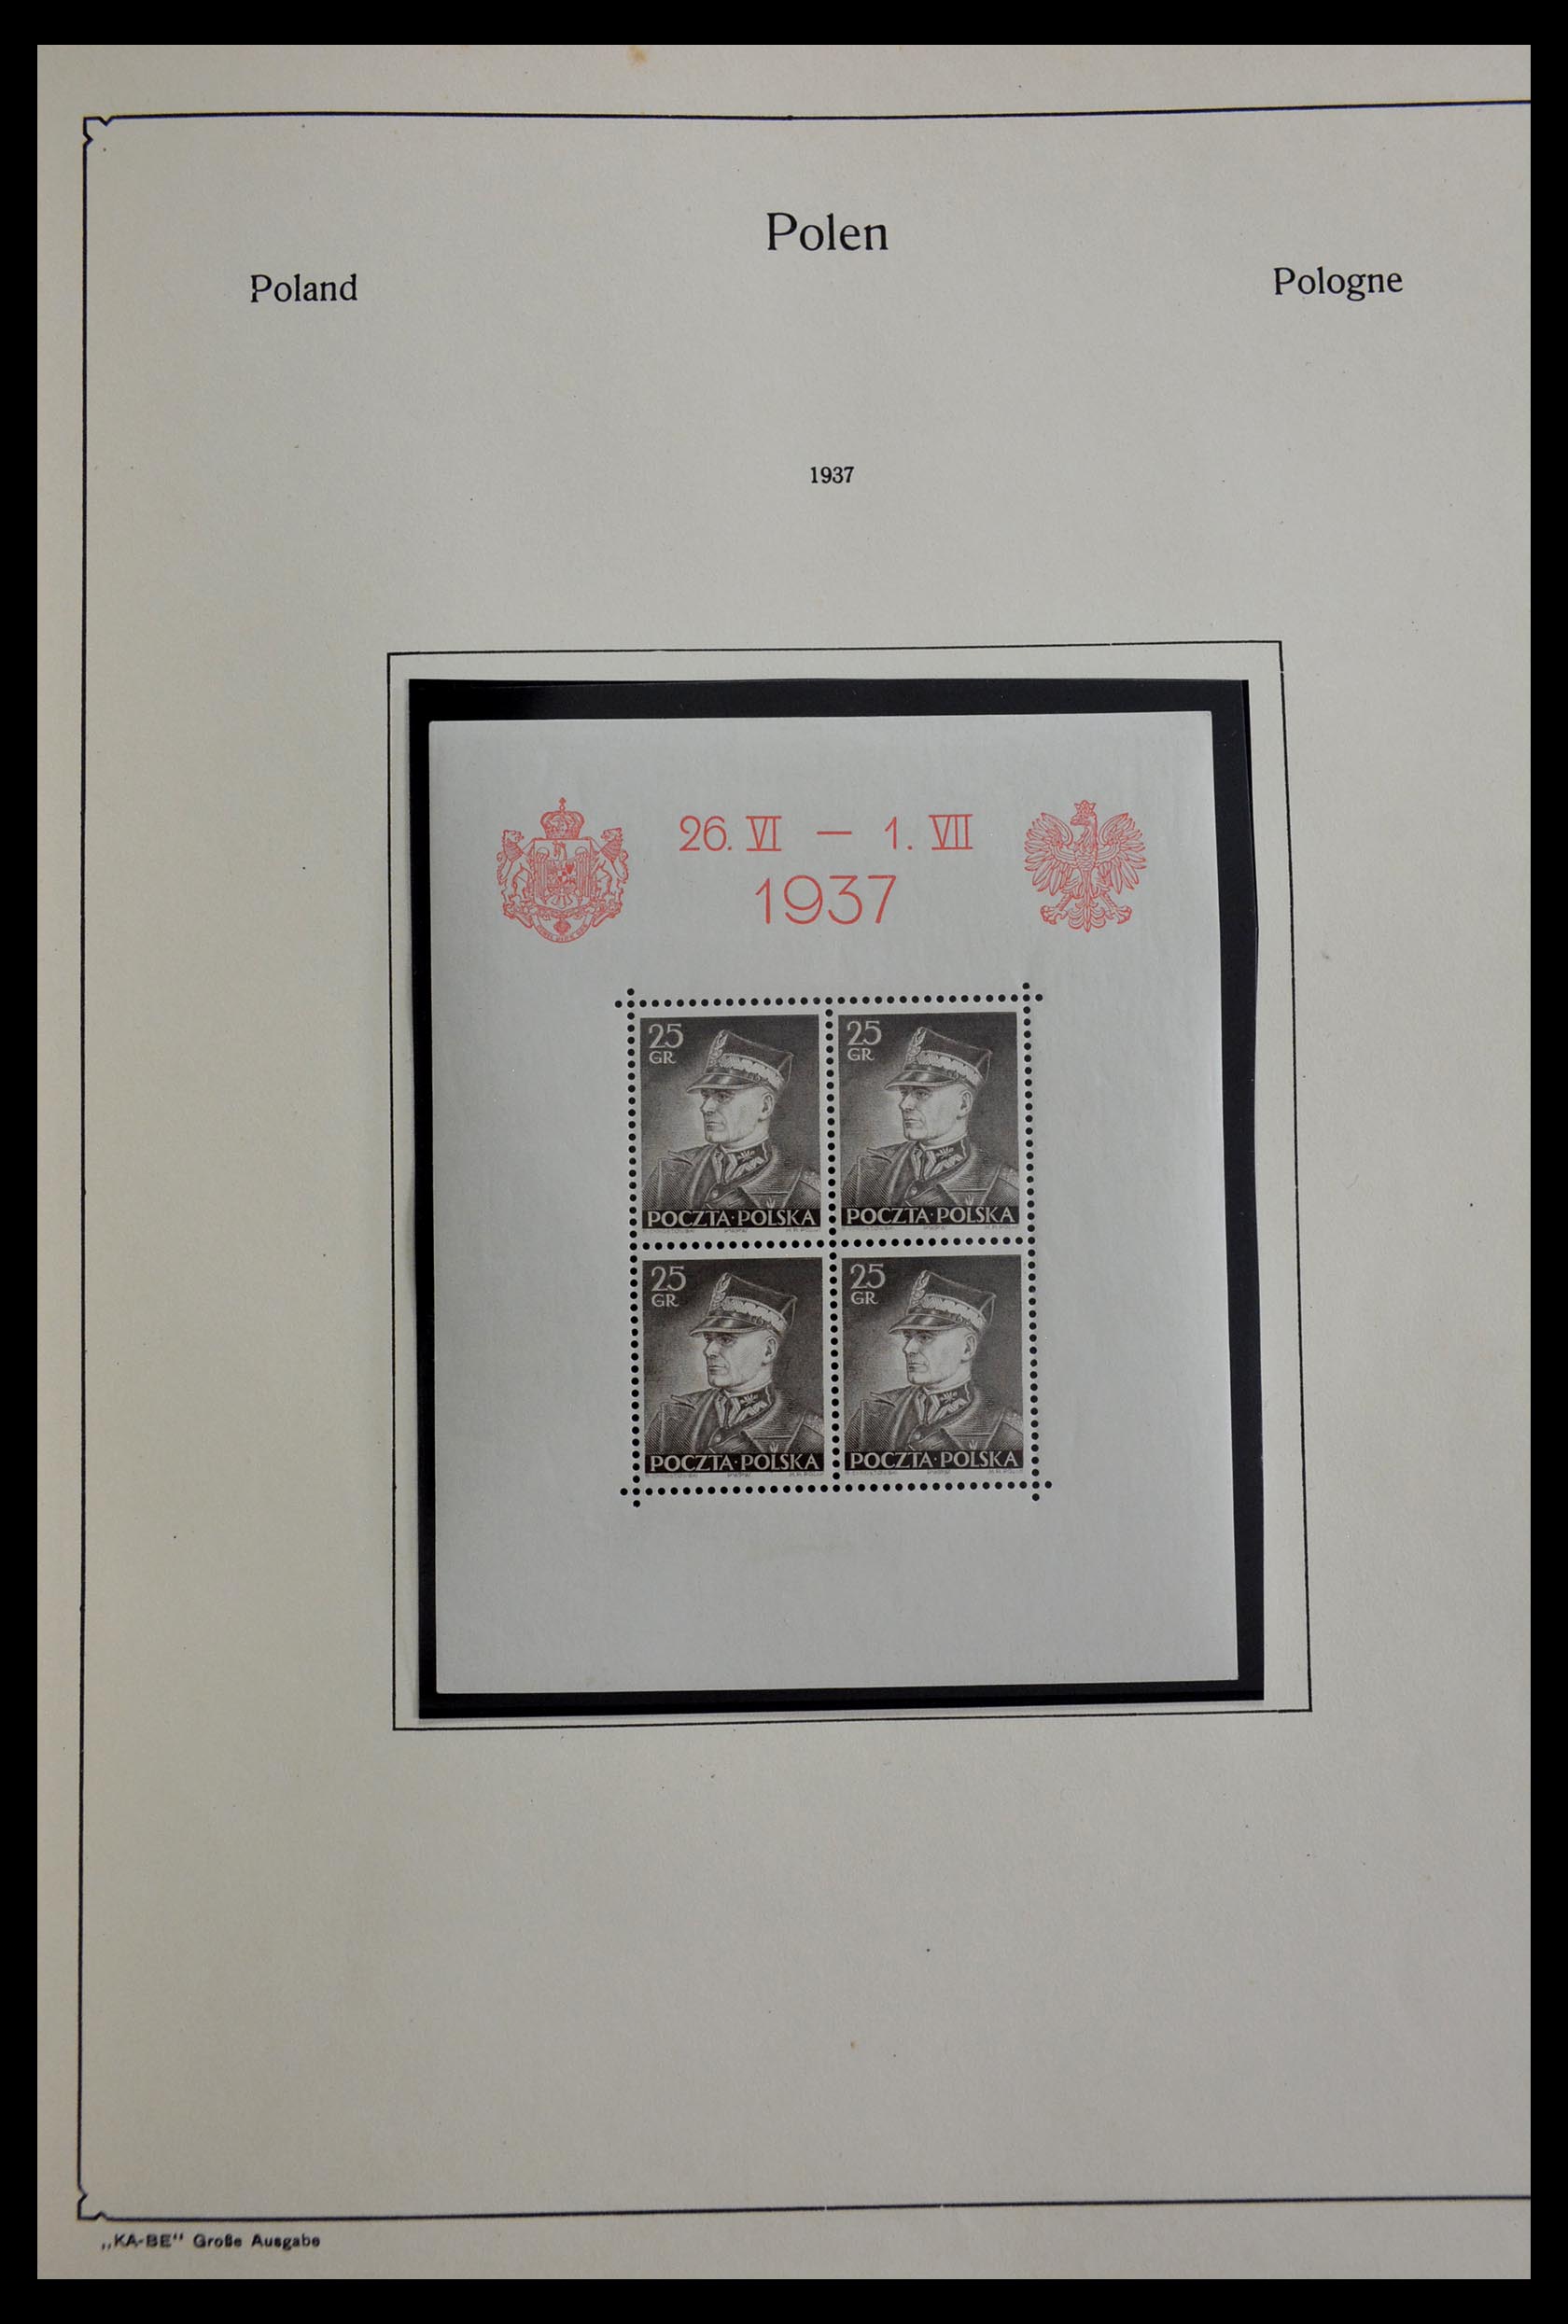 Polen
Poland
Pologne
1937
26. VI — 1. VII
1937
25
GR
POCZTA·POLSKA
25
GR
POCZTA·POLSKA
25
GR
POCZTA·POLSKA
25
GR
POCZTA·POLSKA
„KA-BE" Große Ausgabe